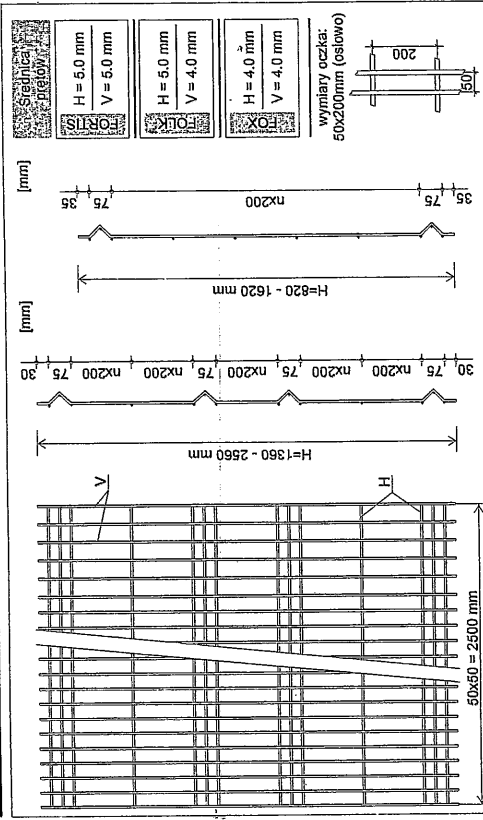 Średnica
prętów
FORTIS
H = 5.0 mm
V = 5.0 mm
FOLK
H = 5.0 mm
V = 4.0 mm
FOX
H = 4.0 mm
V = 4.0 mm
wymiary oczka:
50x200mm (osiowo)
200
50
[mm]
35
75
nx200
75
35
H=820 - 1620 mm
[mm]
30
75
nx200
75
nx200
75
nx200
75
30
H=1360 - 2560 mm
V
H
50x50 = 2500 mm